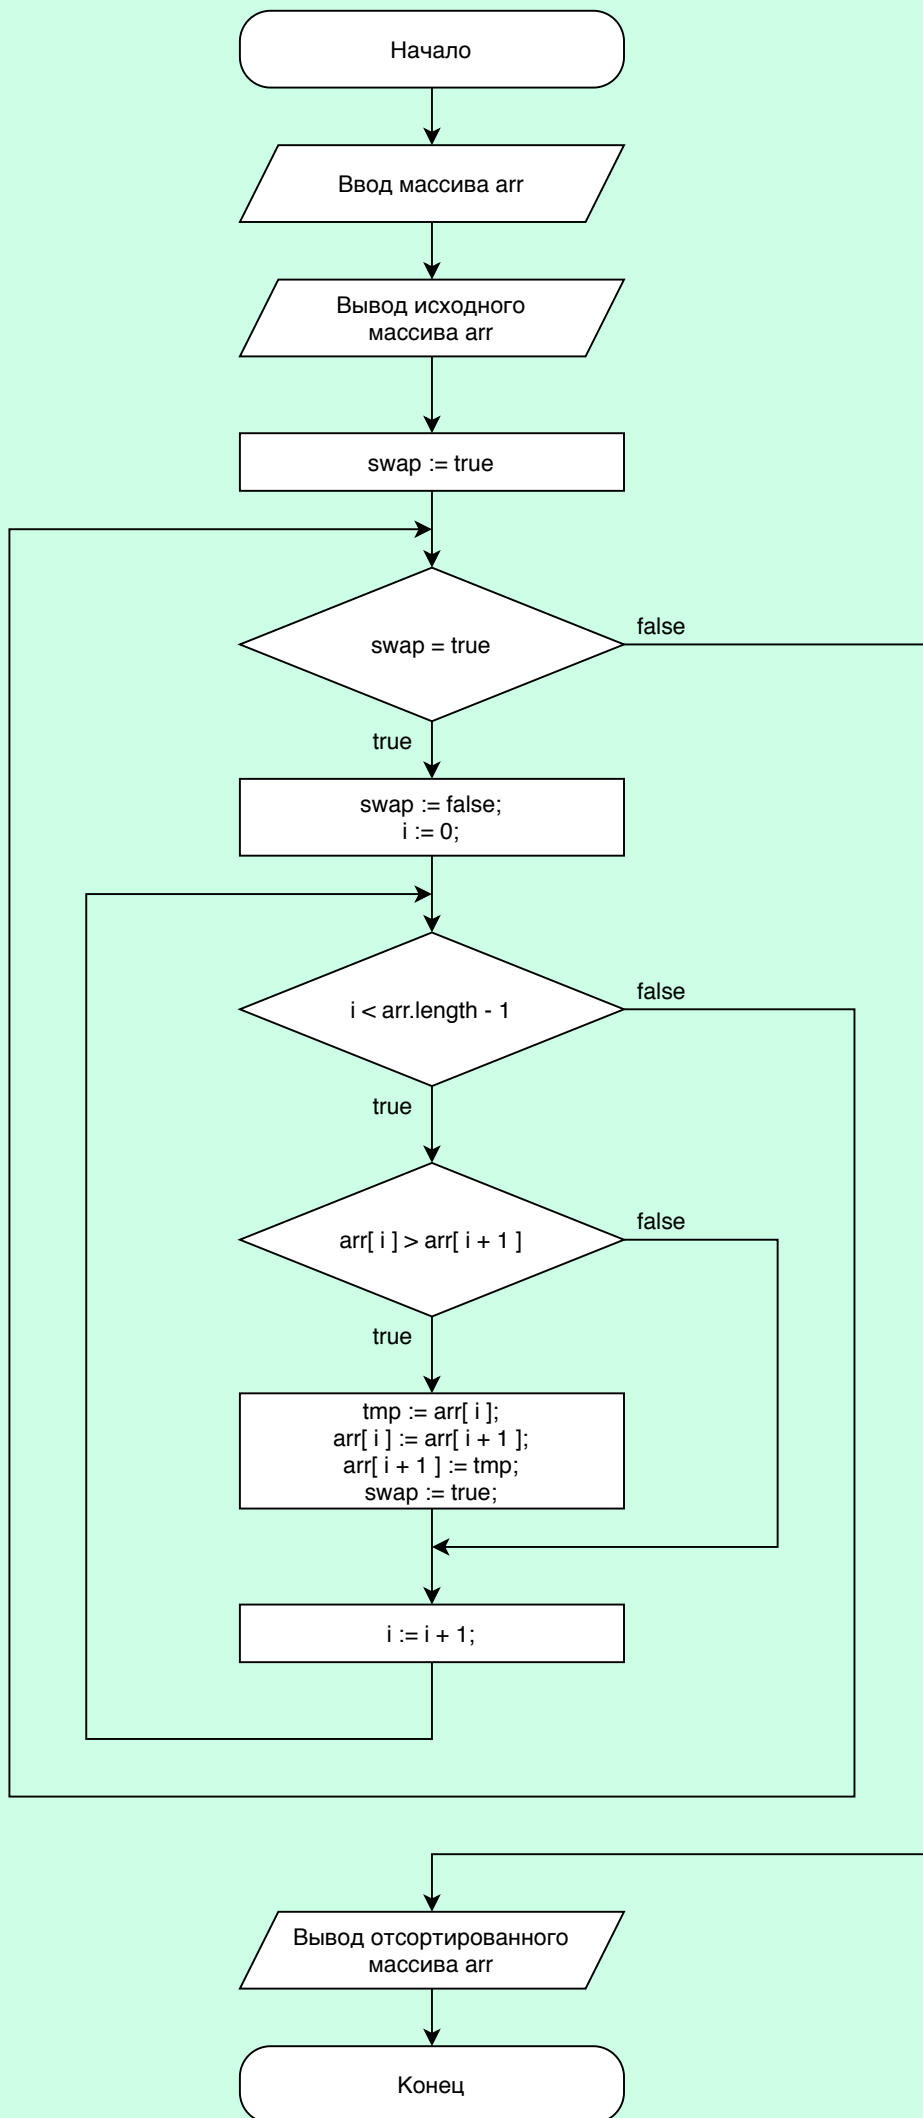 Начало
Ввод массива arr
Вывод исходного
массива arr
swap := true
swap = true
false
true
swap := false;
i := 0;
i < arr.length - 1
false
true
arr[ i ] > arr[ i + 1 ]
false
true
tmp := arr[ i ];
arr[ i ] := arr[ i + 1 ];
arr[ i + 1 ] := tmp;
swap := true;
i := i + 1;
Вывод отсортированного
массива arr
Конец